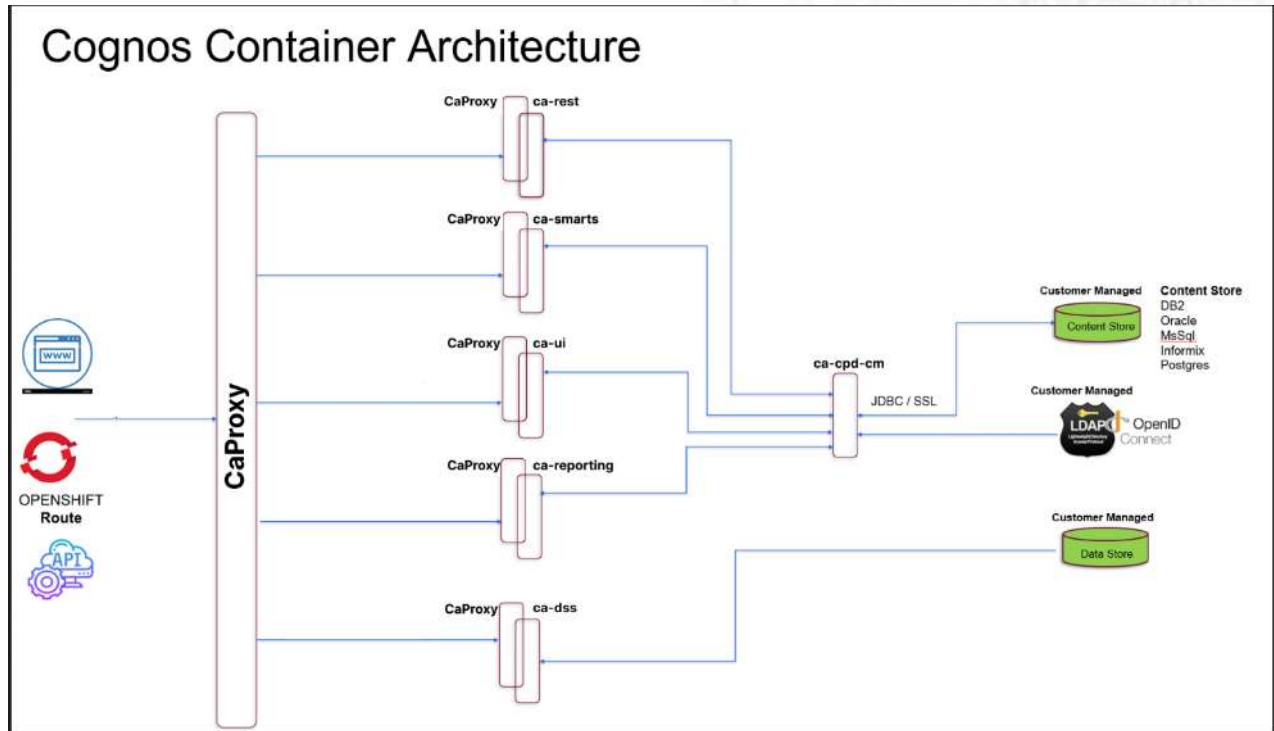 Cognos Container Architecture
CaProxy ca-rest
CaProxy ca-smarts
CaProxy ca-ui
CaProxy ca-reporting
CaProxy ca-dss
CaProxy
WWW
OPENSHIFT
Route
API
ca-cpd-cm
JDBC / SSL
Customer Managed
Content Store
Content Store
DB2
Oracle
MsSql
Informix
Postgres
Customer Managed
LDAP
OpenID
Connect
Customer Managed
Data Store